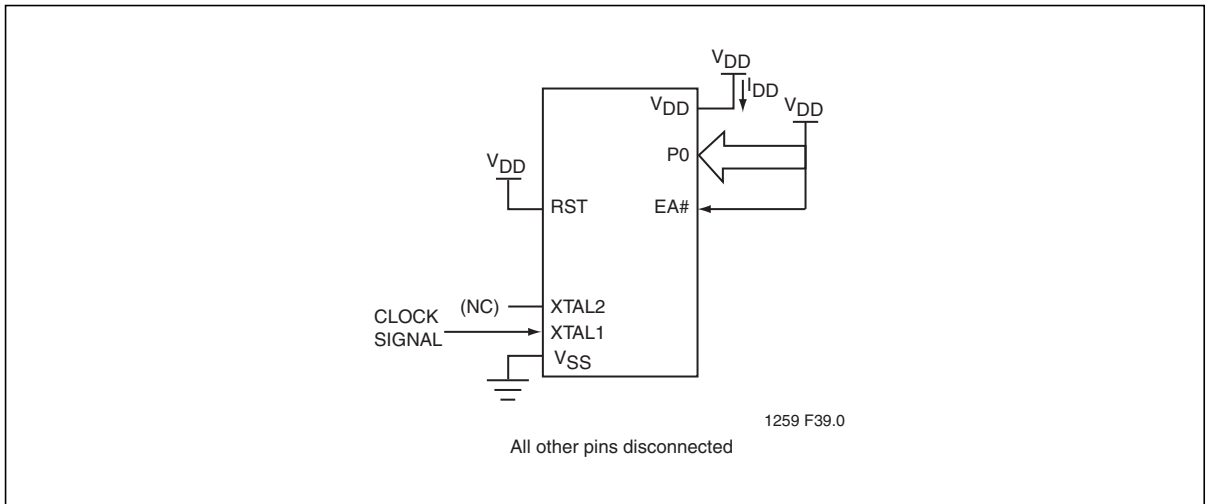 VDD
IDD
VDD
VDD
P0
VDD
RST
EA#
(NC)
XTAL2
CLOCK
SIGNAL
XTAL1
VSS
1259 F39.0
All other pins disconnected